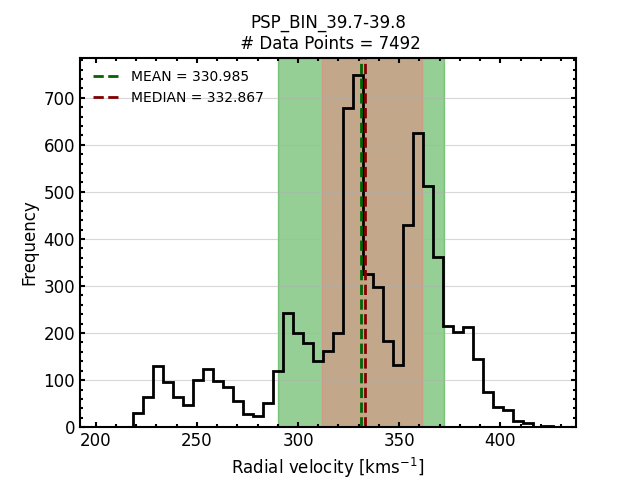 PSP_BIN_39.7-39.8
# Data Points = 7492
MEAN = 330.985
MEDIAN = 332.867
Frequency
700
600
500
400
300
200
100
0
200 250 300 350 400
Radial velocity [kms⁻¹]